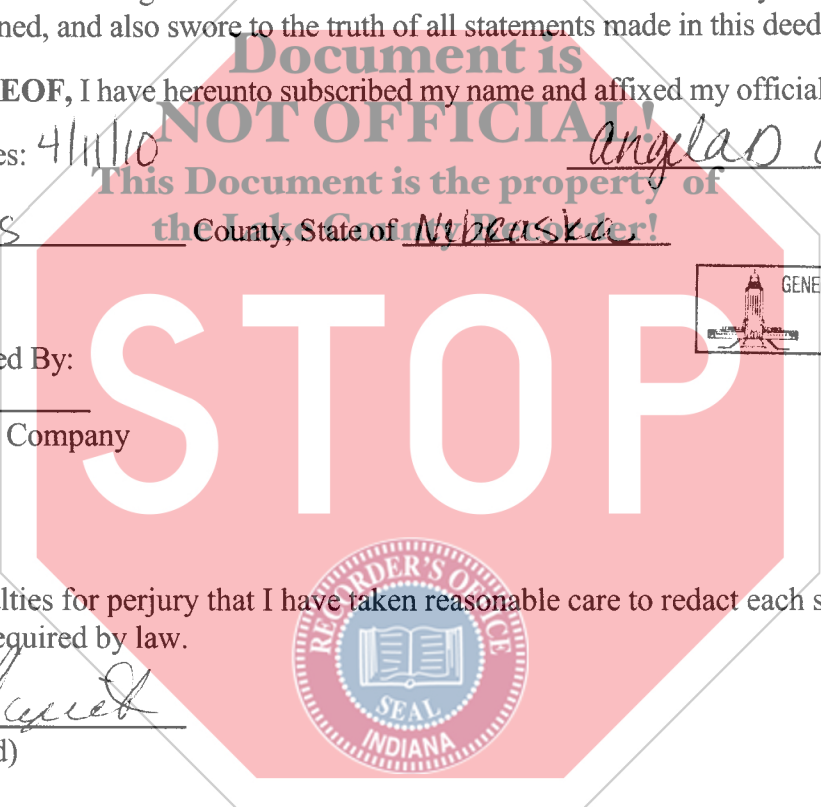 ned, and also swore to the truth of all statements made in this deed
Document is
EOF, I have hereunto subscribed my name and affixed my official
NOT OFFICIAL!
es: 4/11/10 Angela D
This Document is the property of
the Lake County Recorder!
S County, State of Nebraska
GENE
STOP
ed By:
Company
RECORDER'S OFFICE
lties for perjury that I have taken reasonable care to redact each s
equired by law.
SEAL
INDIANA
d)